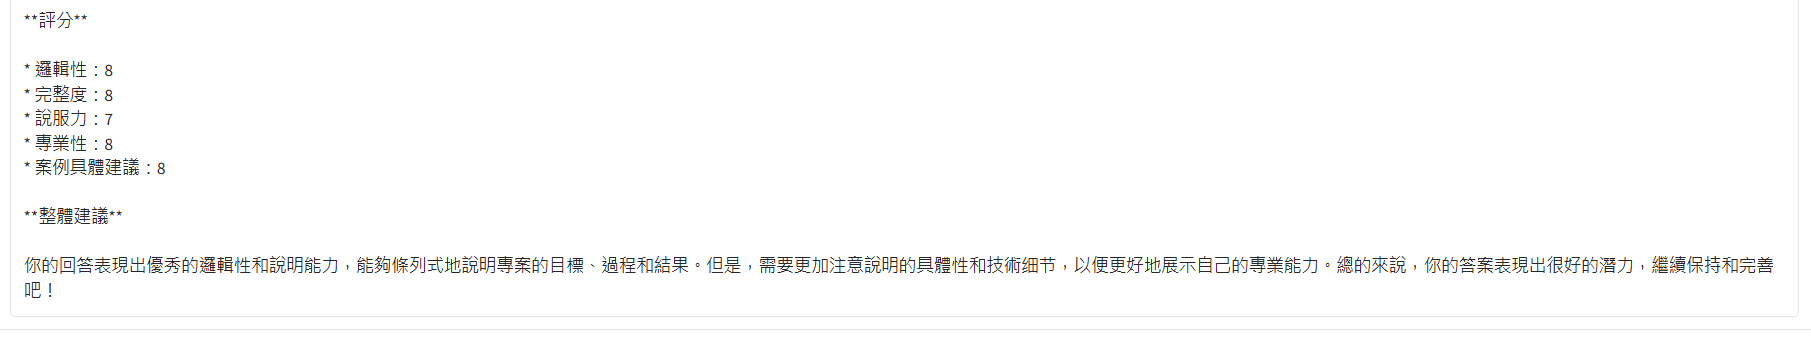 **評分**
* 邏輯性：8
* 完整度：8
* 說服力：7
* 專業性：8
* 案例具體建議：8
**整體建議**
你的回答表現出優秀的邏輯性和說明能力，能夠條列式地說明專案的目標、過程和結果。但是，需要更加注意說明的具體性和技術细节，以便更好地展示自己的專業能力。總的來說，你的答案表現出很好的潛力，繼續保持和完善
吧！